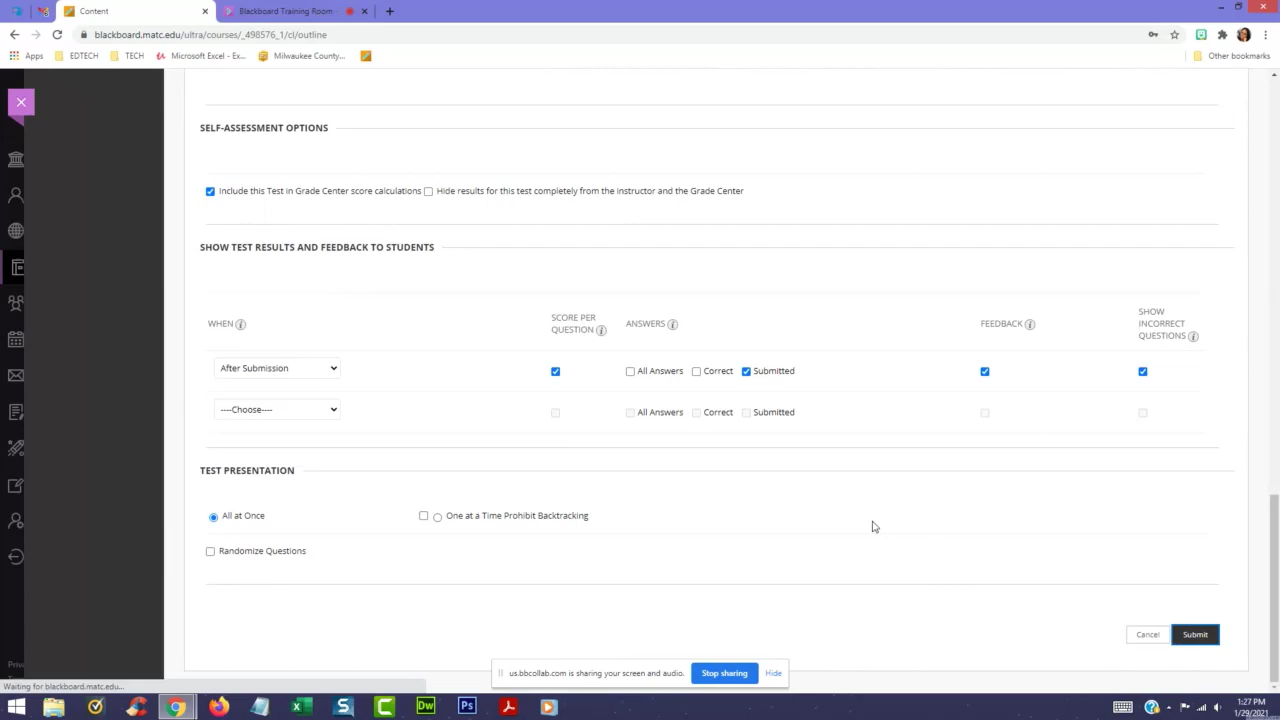 Content
Blackboard Training Room
blackboard.matc.edu/ultra/courses/_498576_1/cl/outline
Apps EDTECH TECH Microsoft Excel - Ex... Milwaukee County... Other bookmarks
SELF-ASSESSMENT OPTIONS
Include this Test in Grade Center score calculations Hide results for this test completely from the instructor and the Grade Center
SHOW TEST RESULTS AND FEEDBACK TO STUDENTS
WHEN SCORE PER QUESTION ANSWERS FEEDBACK SHOW INCORRECT QUESTIONS
After Submission All Answers Correct Submitted
----Choose---- All Answers Correct Submitted
TEST PRESENTATION
All at Once One at a Time Prohibit Backtracking
Randomize Questions
Cancel Submit
us.bbcollab.com is sharing your screen and audio. Stop sharing Hide
Waiting for blackboard.matc.edu...
Dw Ps
1:27 PM
1/29/2021